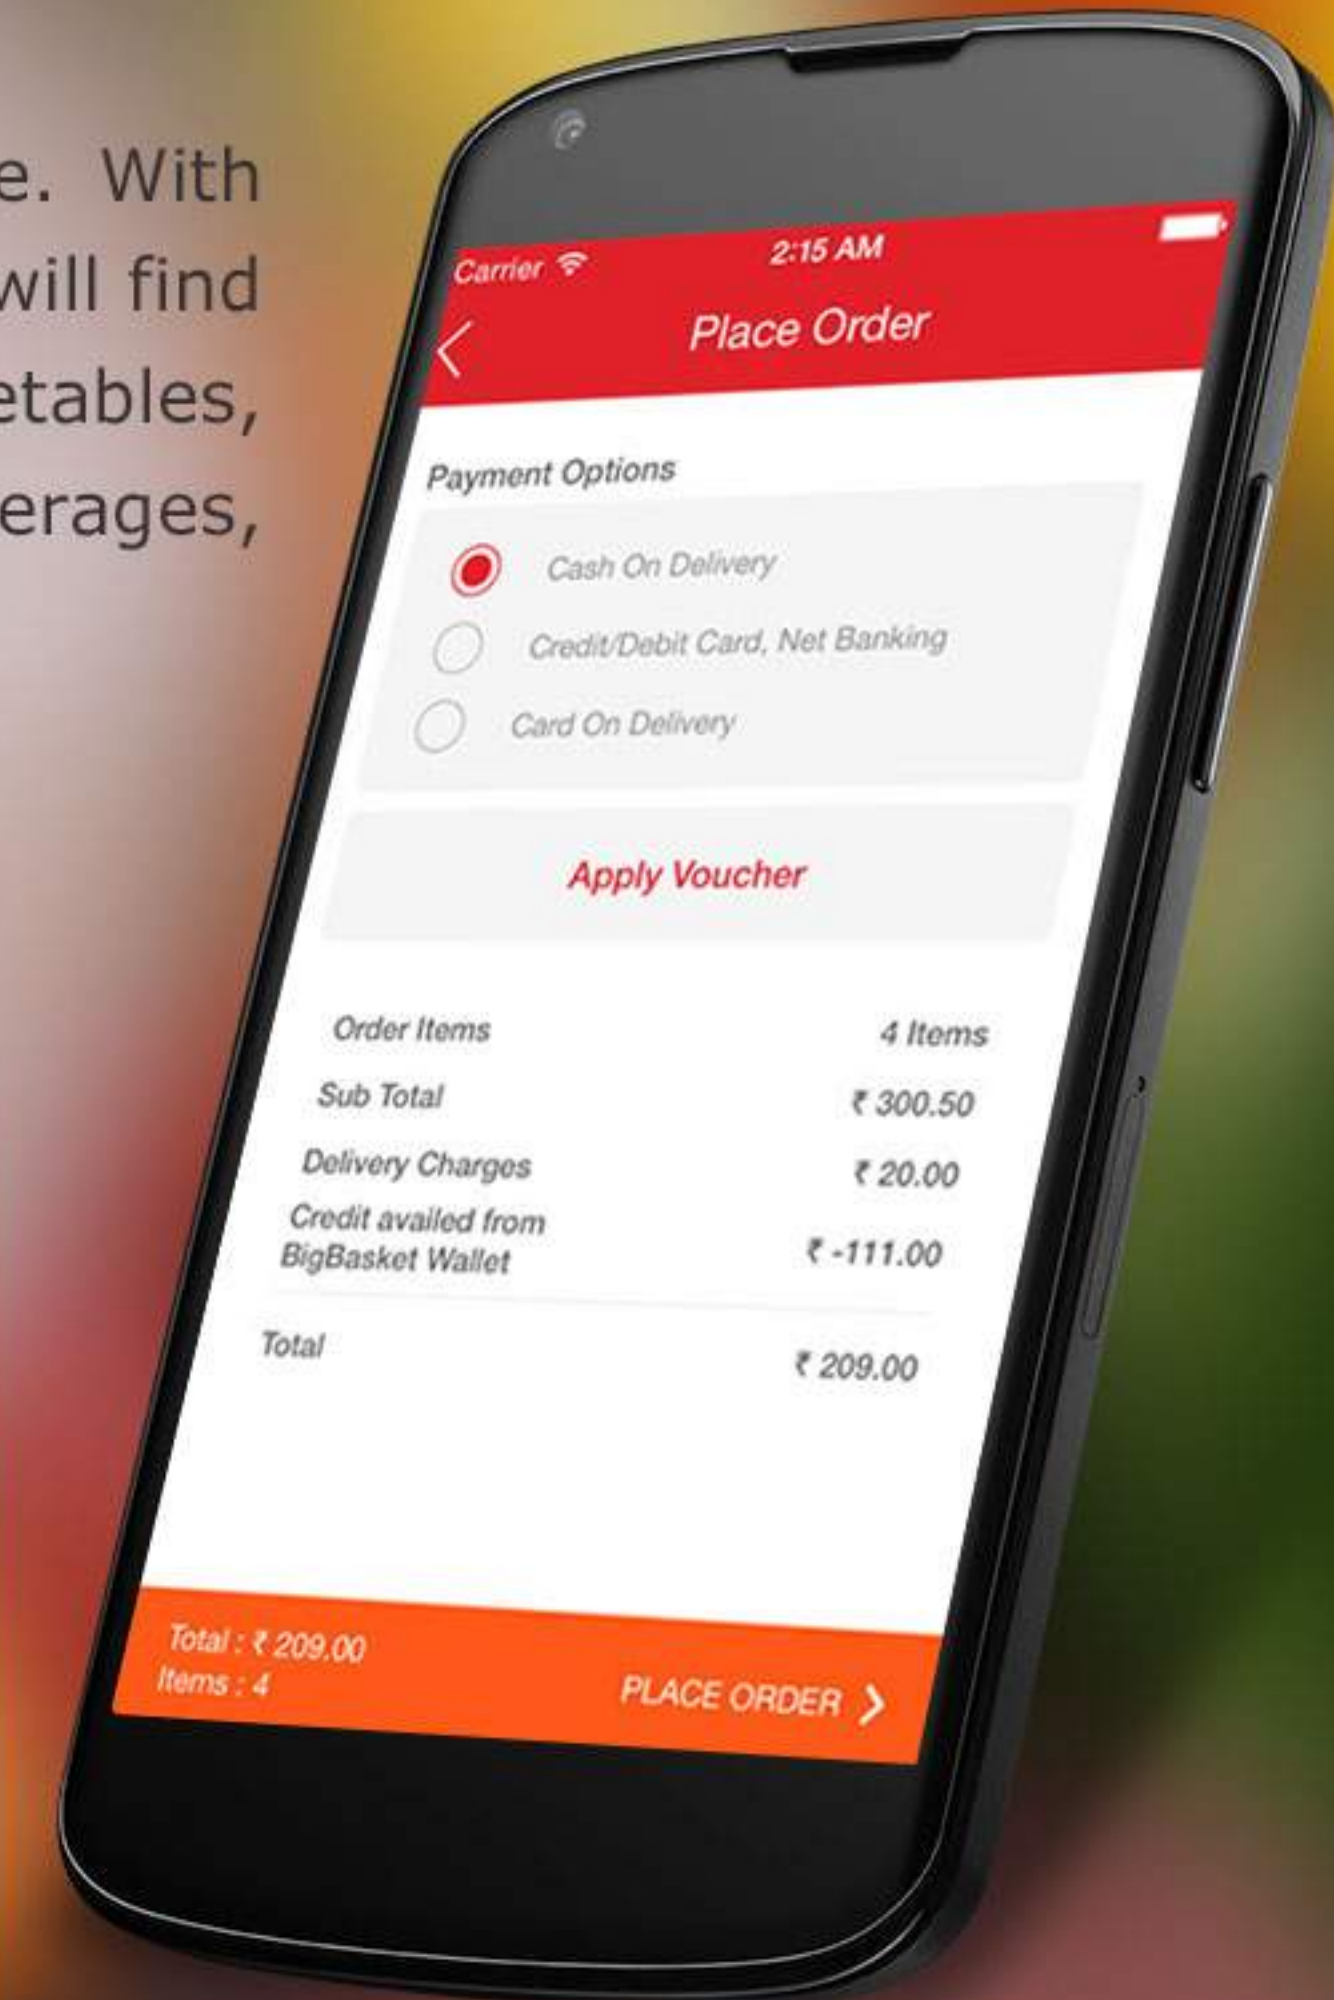 e. With
will find
etables,
erages,
Carrier
2:15 AM
Place Order
Payment Options
Cash On Delivery
Credit/Debit Card, Net Banking
Card On Delivery
Apply Voucher
Order Items 4 Items
Sub Total ₹ 300.50
Delivery Charges ₹ 20.00
Credit availed from
BigBasket Wallet ₹ -111.00
Total ₹ 209.00
Total : ₹ 209.00
Items : 4
PLACE ORDER